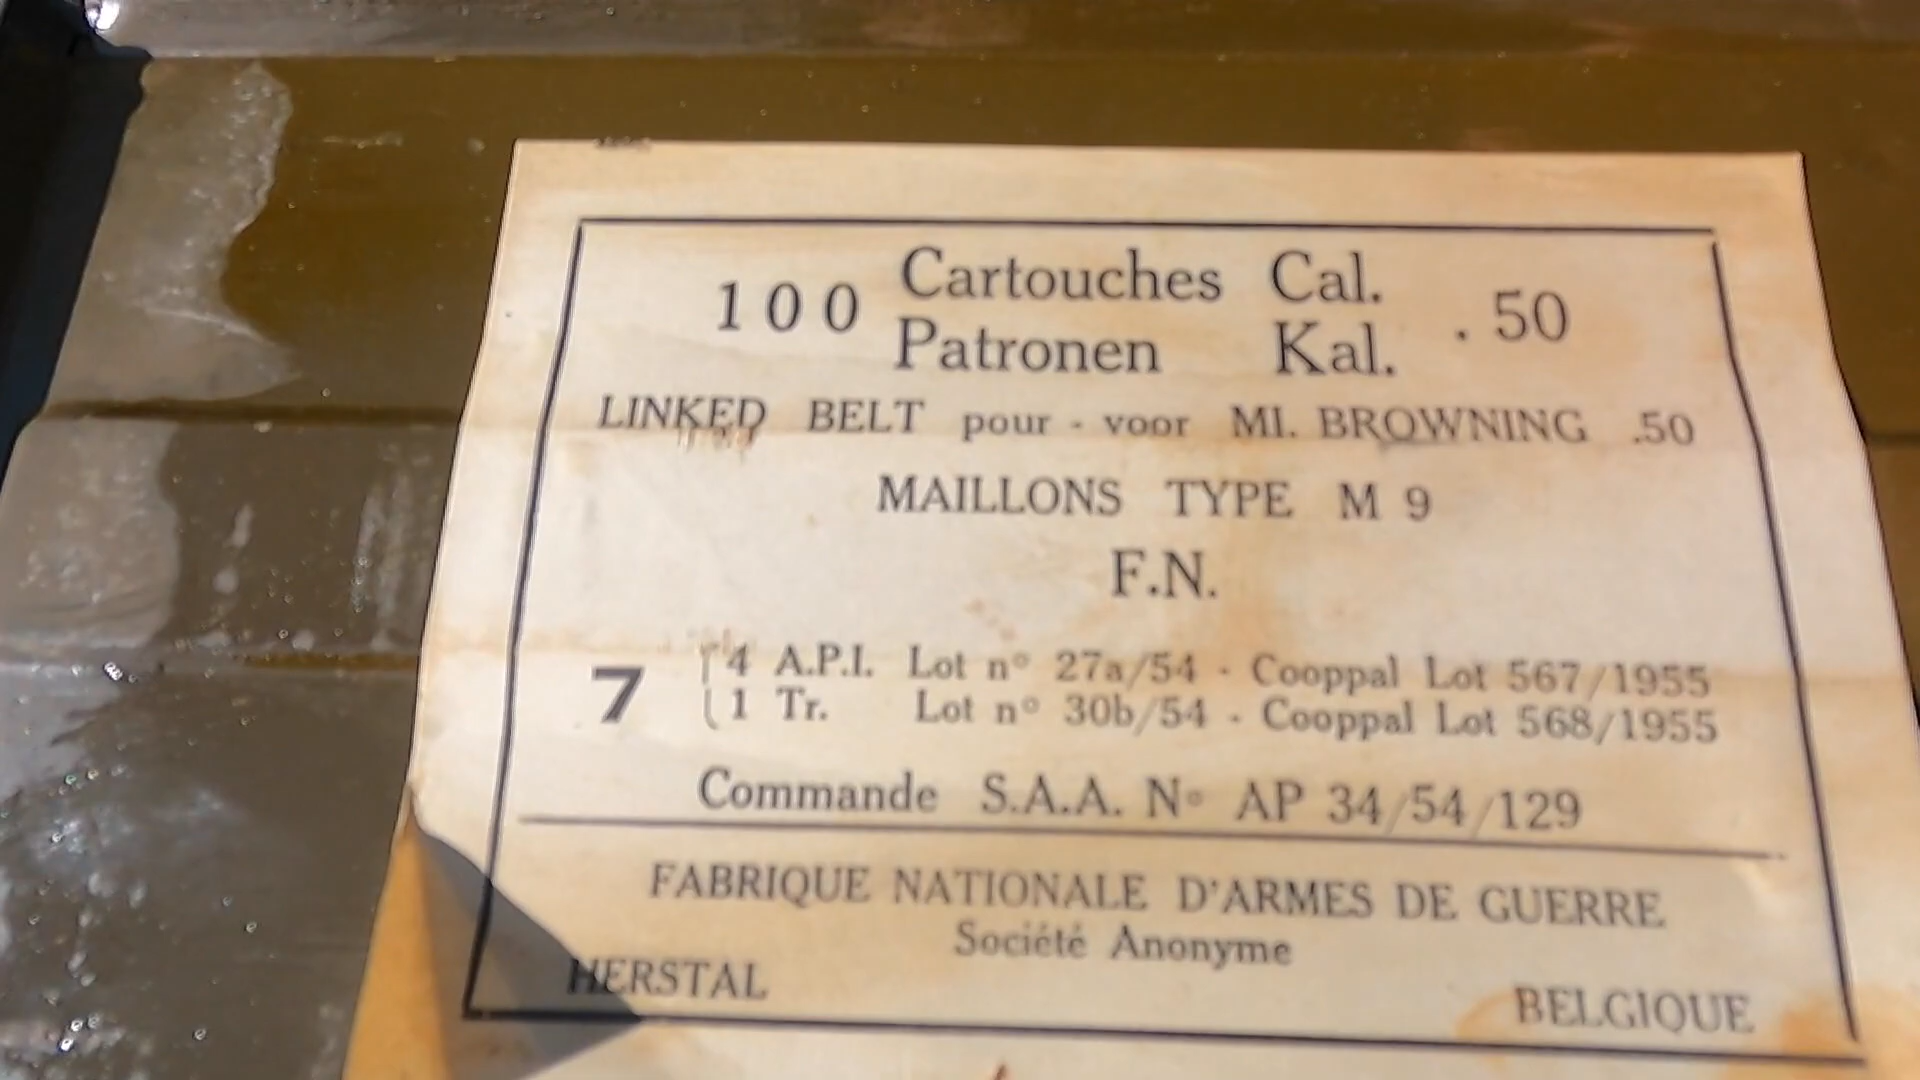 100 Cartouches Cal. .50
Patronen Kal.
LINKED BELT pour - voor MI. BROWNING .50
MAILLONS TYPE M 9
F.N.
7 4 A.P.I. Lot n° 27a/54 - Cooppal Lot 567/1955
1 Tr. Lot n° 30b/54 - Cooppal Lot 568/1955
Commande S.A.A. N° AP 34/54/129
FABRIQUE NATIONALE D'ARMES DE GUERRE
Société Anonyme
HERSTAL BELGIQUE